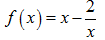 f(x) = x − 2/x